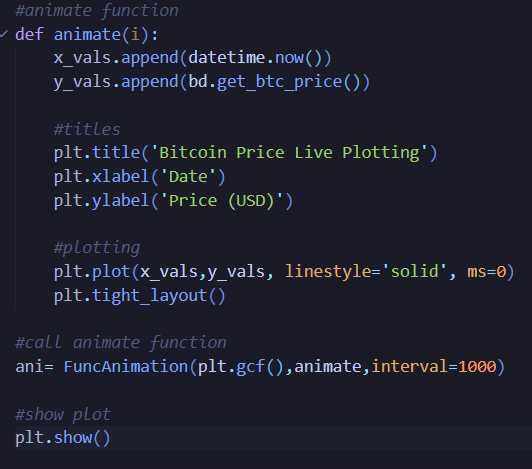 #animate function
def animate(i):
x_vals.append(datetime.now())
y_vals.append(bd.get_btc_price())
#titles
plt.title('Bitcoin Price Live Plotting')
plt.xlabel('Date')
plt.ylabel('Price (USD)')
#plotting
plt.plot(x_vals,y_vals, linestyle='solid', ms=0)
plt.tight_layout()
#call animate function
ani= FuncAnimation(plt.gcf(),animate,interval=1000)
#show plot
plt.show()